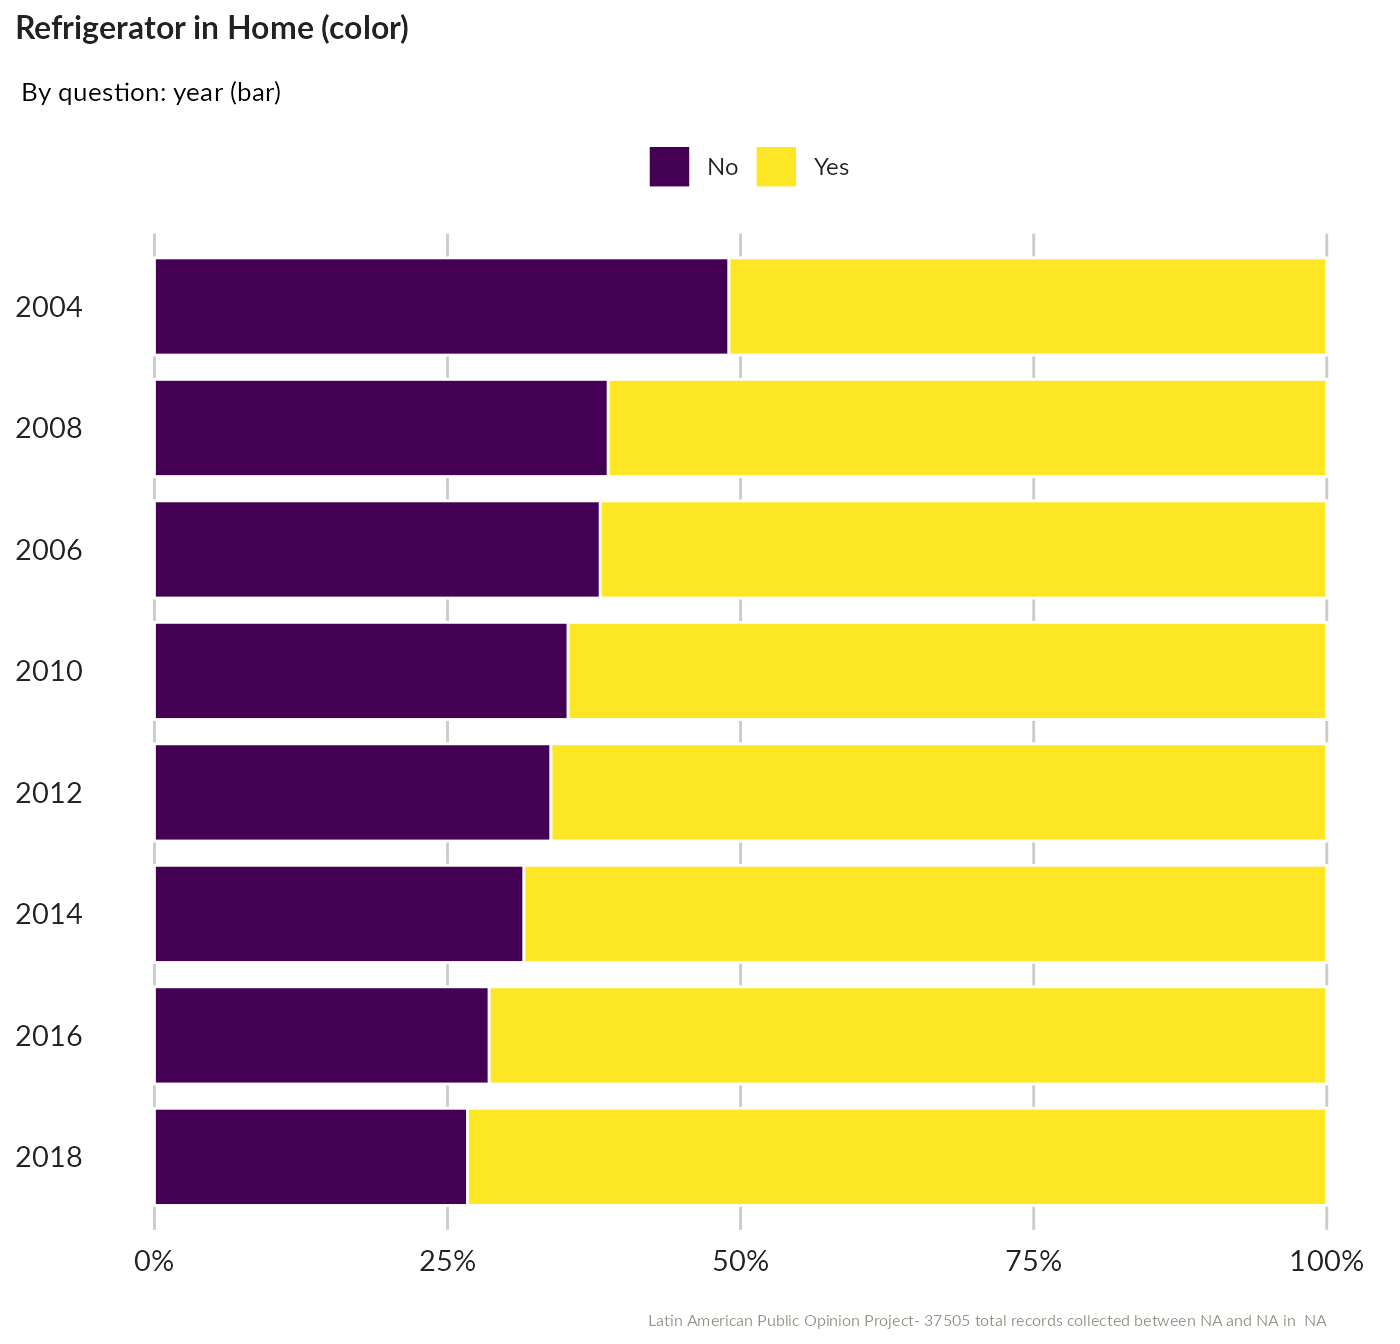 Refrigerator in Home (color)
By question: year (bar)
No Yes
2004
2008
2006
2010
2012
2014
2016
2018
0% 25% 50% 75% 100%
Latin American Public Opinion Project- 37505 total records collected between NA and NA in  NA